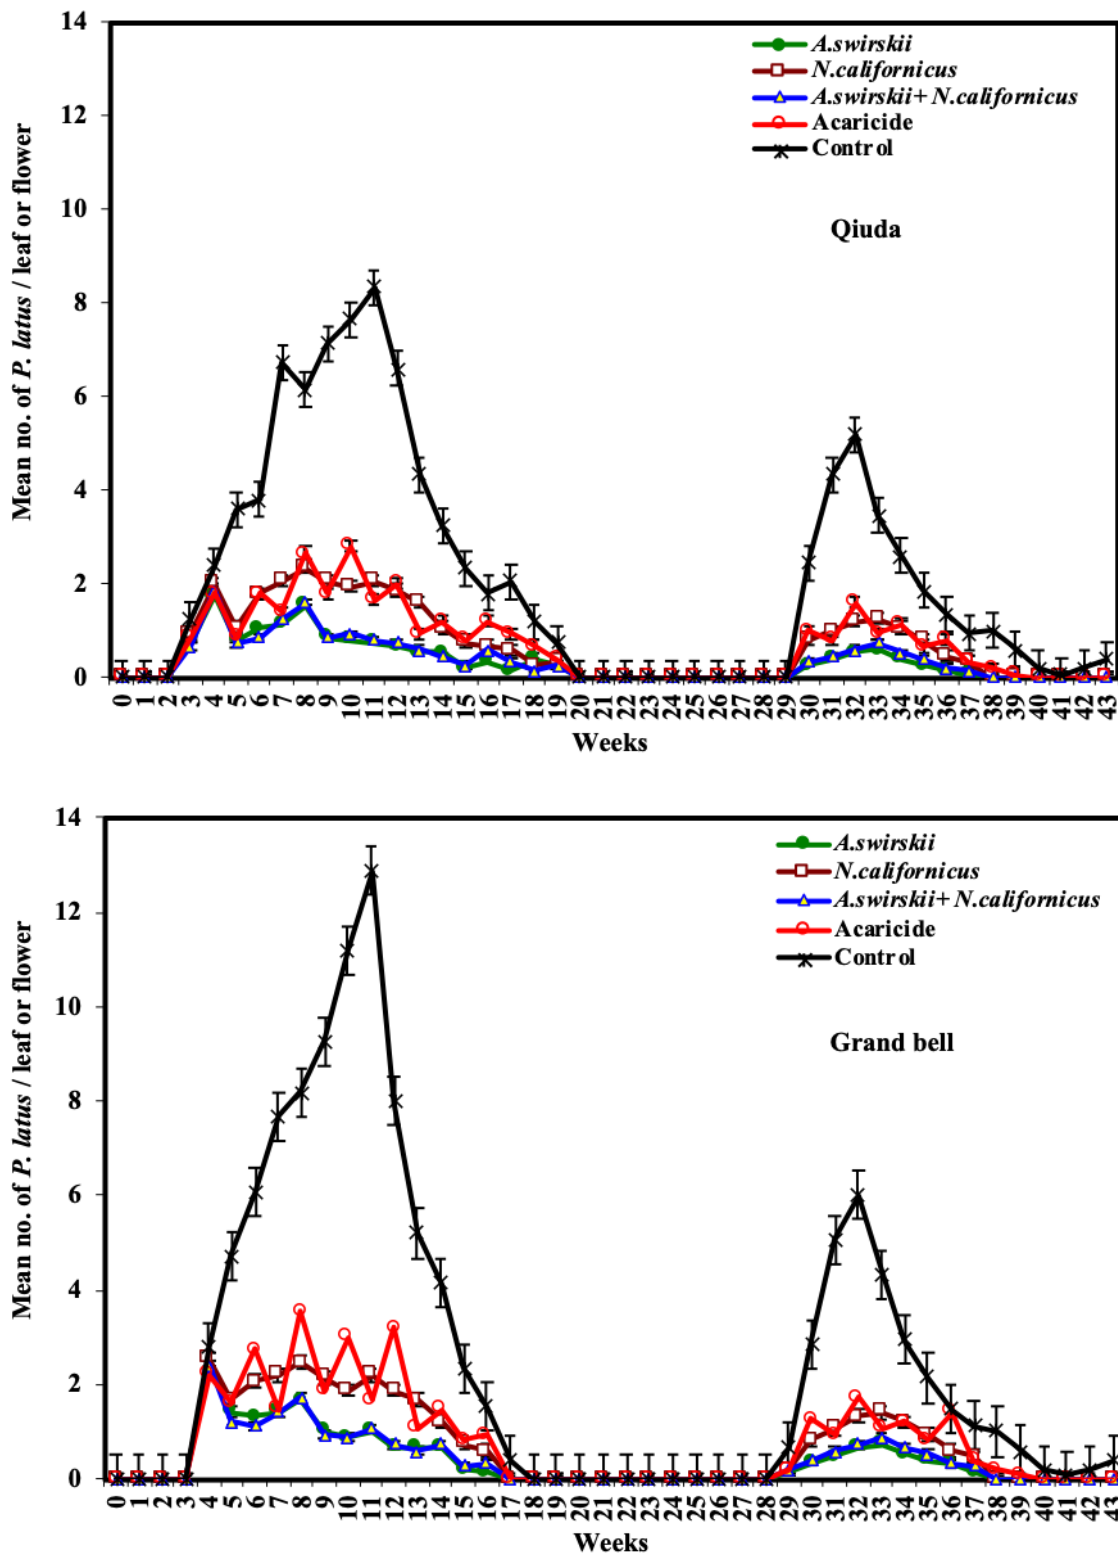 14
12
10
8
6
4
2
0
Mean no. of P. latus / leaf or flower
A.swirskii
N.californicus
A.swirskii+ N.californicus
Acaricide
Control
Qiuda
0 1 2 3 4 5 6 7 8 9 10 11 12 13 14 15 16 17 18 19 20 21 22 23 24 25 26 27 28 29 30 31 32 33 34 35 36 37 38 39 40 41 42 43
Weeks
14
12
10
8
6
4
2
0
Mean no. of P. latus / leaf or flower
A.swirskii
N.californicus
A.swirskii+ N.californicus
Acaricide
Control
Grand bell
0 1 2 3 4 5 6 7 8 9 10 11 12 13 14 15 16 17 18 19 20 21 22 23 24 25 26 27 28 29 30 31 32 33 34 35 36 37 38 39 40 41 42 43
Weeks